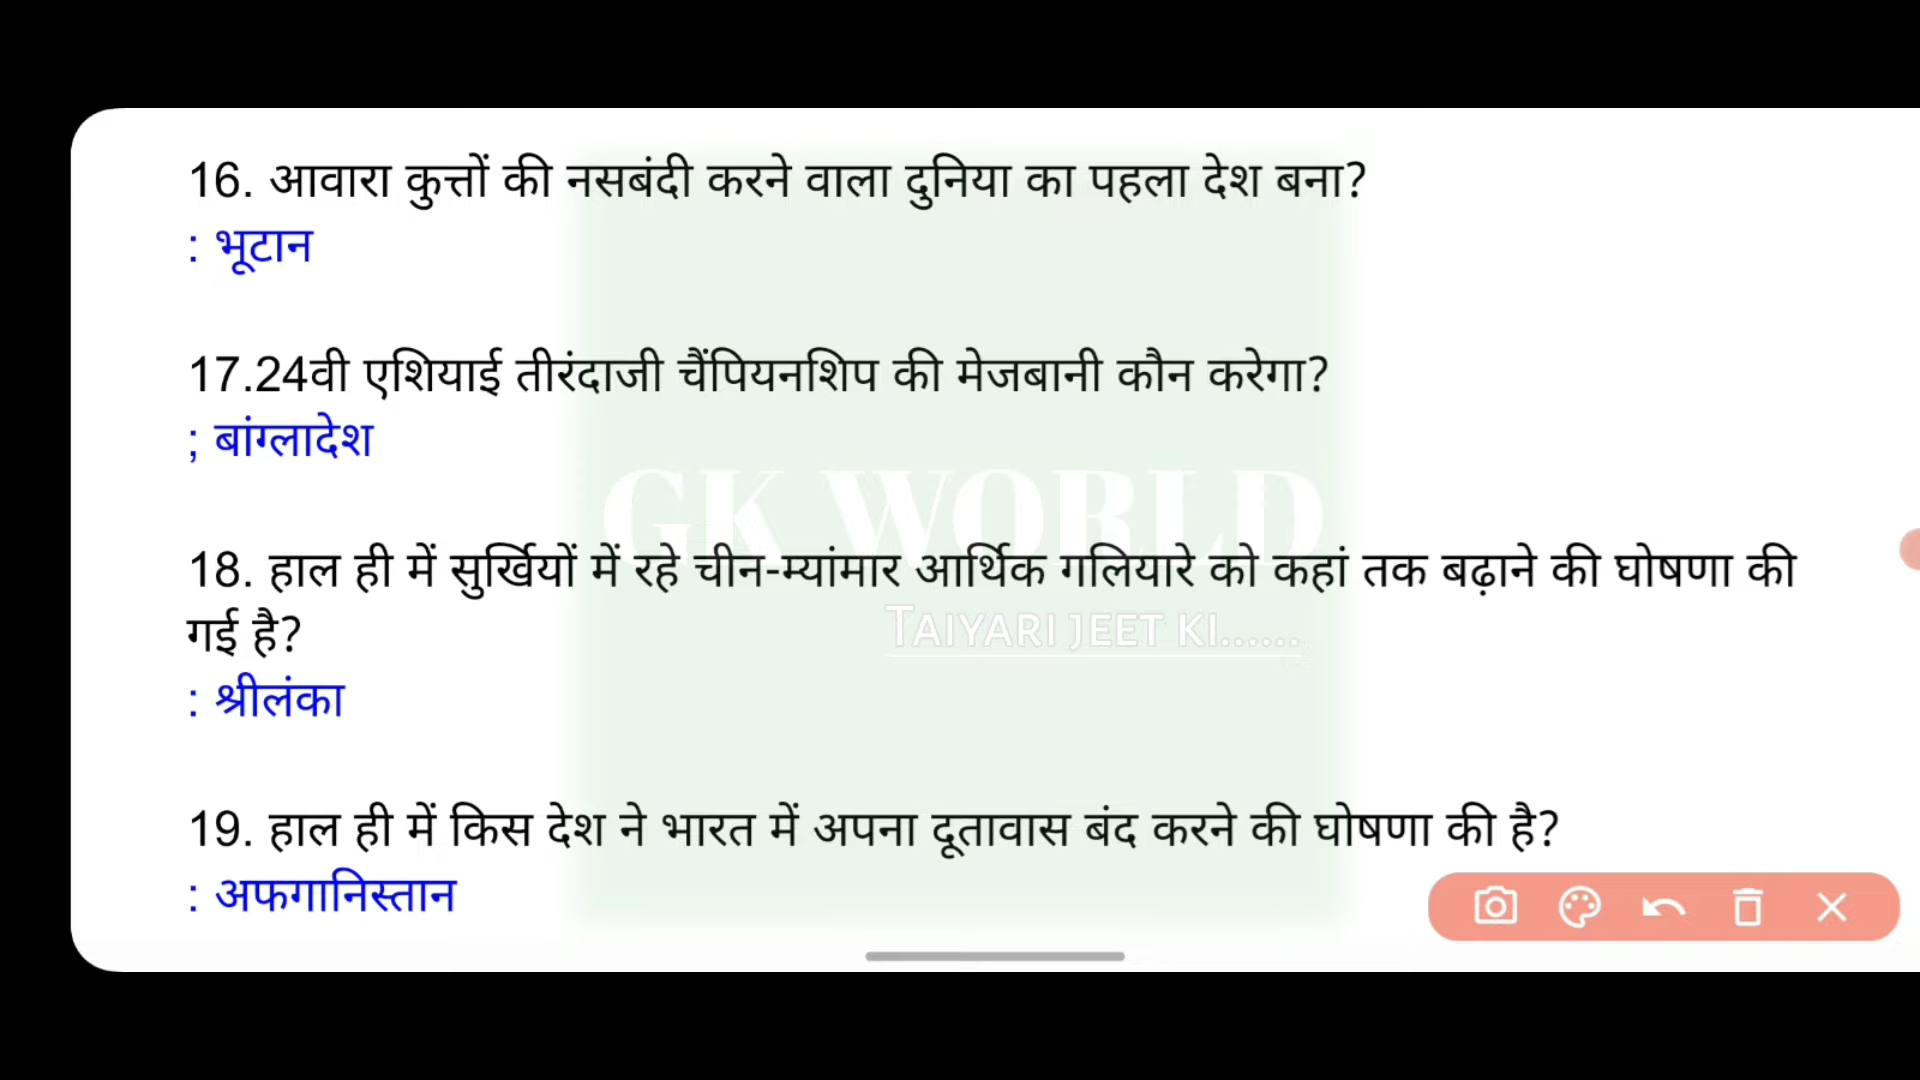 16. आवारा कुत्तों की नसबंदी करने वाला दुनिया का पहला देश बना?
: भूटान
17.24वी एशियाई तीरंदाजी चैंपियनशिप की मेजबानी कौन करेगा?
; बांग्लादेश
GK WORLD
18. हाल ही में सुर्खियों में रहे चीन-म्यांमार आर्थिक गलियारे को कहां तक बढ़ाने की घोषणा की
गई है?
TAIYARI JEET KI......
: श्रीलंका
19. हाल ही में किस देश ने भारत में अपना दूतावास बंद करने की घोषणा की है?
: अफगानिस्तान